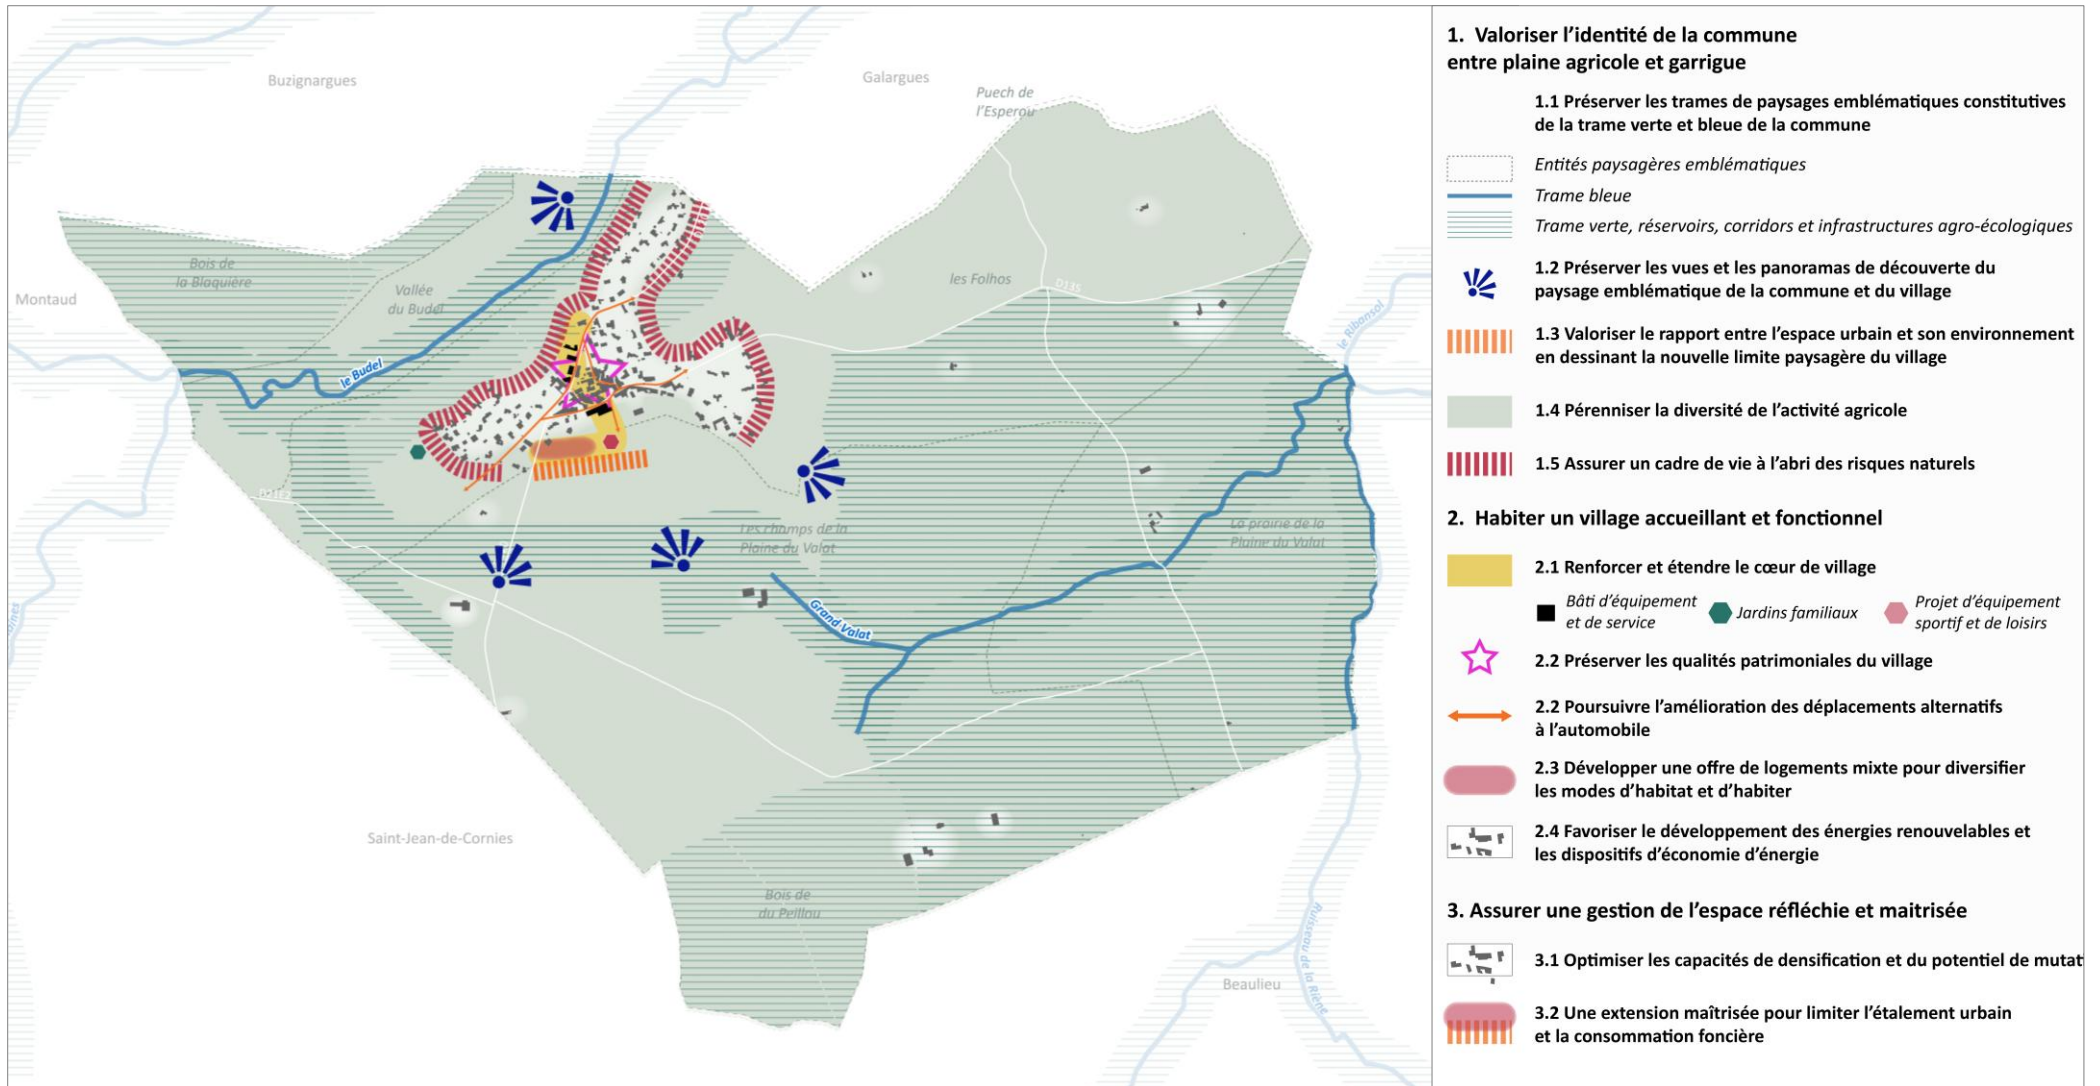 Buzignargues
Galargues
Puech de
l'Esperou
Montaud
Bois de
la Blaquière
Vallée
du Budel
le Budel
les Folhos
D135
le Ribansol
Les champs de la
Plaine du Valat
La prairie de la
Plaine du Valat
Grand Valat
Saint-Jean-de-Cornies
Bois de
du Peillou
Beaulieu
Ruisseau de la Riène
1. Valoriser l'identité de la commune
entre plaine agricole et garrigue
1.1 Préserver les trames de paysages emblématiques constitutives
de la trame verte et bleue de la commune
Entités paysagères emblématiques
Trame bleue
Trame verte, réservoirs, corridors et infrastructures agro-écologiques
1.2 Préserver les vues et les panoramas de découverte du
paysage emblématique de la commune et du village
1.3 Valoriser le rapport entre l'espace urbain et son environnement
en dessinant la nouvelle limite paysagère du village
1.4 Pérenniser la diversité de l'activité agricole
1.5 Assurer un cadre de vie à l'abri des risques naturels
2. Habiter un village accueillant et fonctionnel
2.1 Renforcer et étendre le cœur de village
Bâti d'équipement
et de service
Jardins familiaux
Projet d'équipement
sportif et de loisirs
2.2 Préserver les qualités patrimoniales du village
2.2 Poursuivre l'amélioration des déplacements alternatifs
à l'automobile
2.3 Développer une offre de logements mixte pour diversifier
les modes d'habitat et d'habiter
2.4 Favoriser le développement des énergies renouvelables et
les dispositifs d'économie d'énergie
3. Assurer une gestion de l'espace réfléchie et maitrisée
3.1 Optimiser les capacités de densification et du potentiel de mutat
3.2 Une extension maîtrisée pour limiter l'étalement urbain
et la consommation foncière